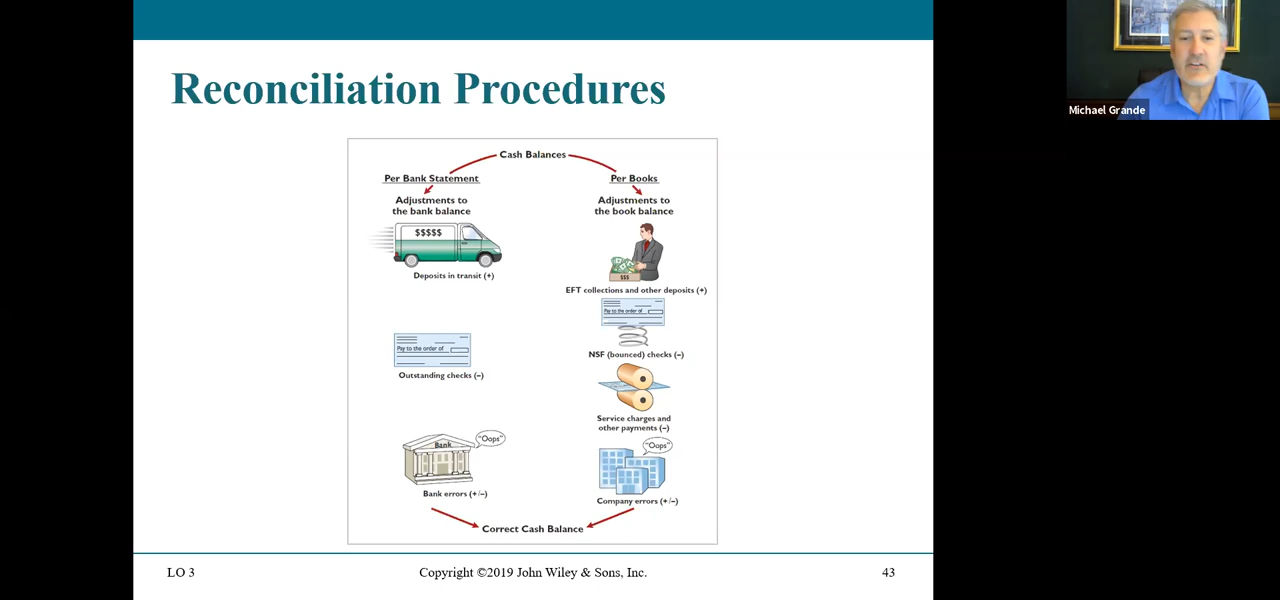 Reconciliation Procedures
Michael Grande
Cash Balances
Per Bank Statement
Adjustments to
the bank balance
$$$$$
Deposits in transit (+)
Pay to the order of
Outstanding checks (–)
Bank
"Oops"
Bank errors (+/–)
Per Books
Adjustments to
the book balance
$$$
EFT collections and other deposits (+)
Pay to the order of
NSF (bounced) checks (–)
Service charges and
other payments (–)
"Oops"
Company errors (+/–)
Correct Cash Balance
LO 3
Copyright ©2019 John Wiley & Sons, Inc.
43